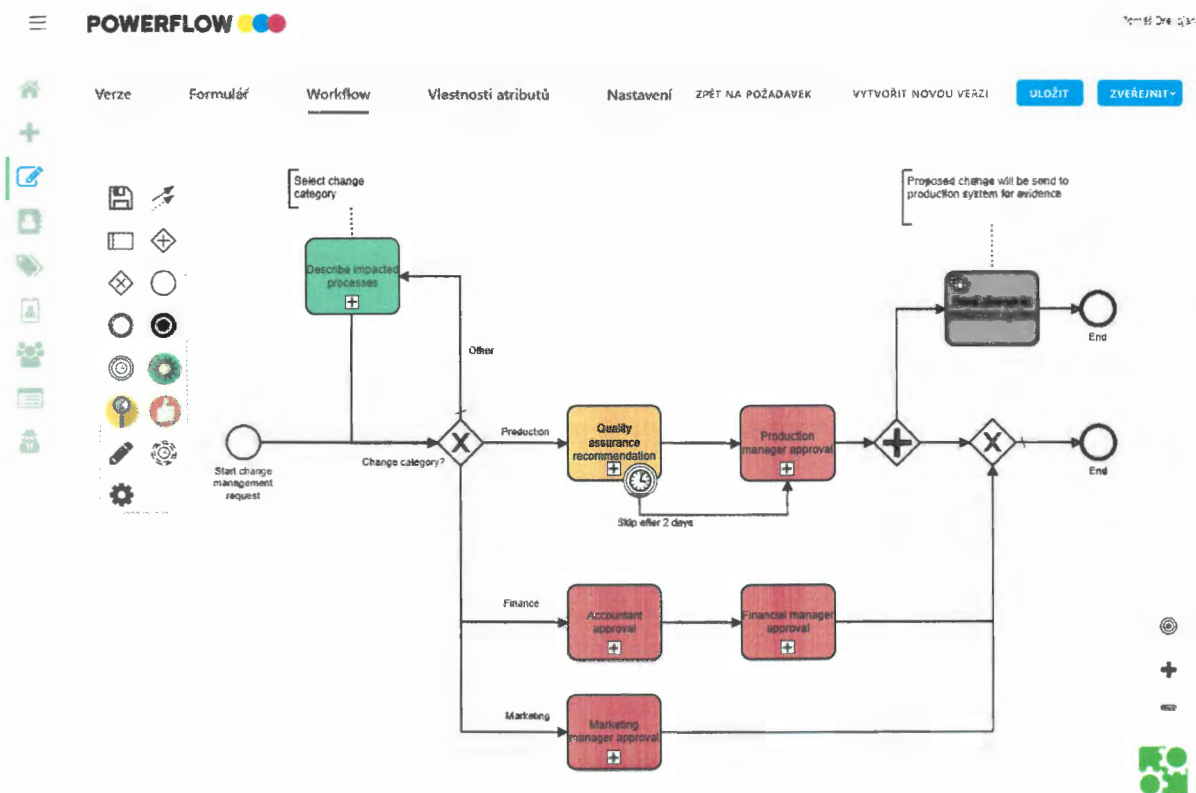 POWERFLOW
Verze
Formulář
Workflow
Vlastnosti atributů
Nastavení
ZPĚT NA POŽADAVEK
VYTVOŘIT NOVOU VERZI
ULOŽIT
ZVEŘEJNIT
Select change
category
Proposed change will be send to
production system for evidence
Describe impacted
processes
End
Other
Production
Quality
assurance
recommendation
Production
manager approval
Change category?
Start change
management
request
End
Skip after 2 days
Finance
Accountant
approval
Financial manager
approval
Marketing
Marketing
manager approval